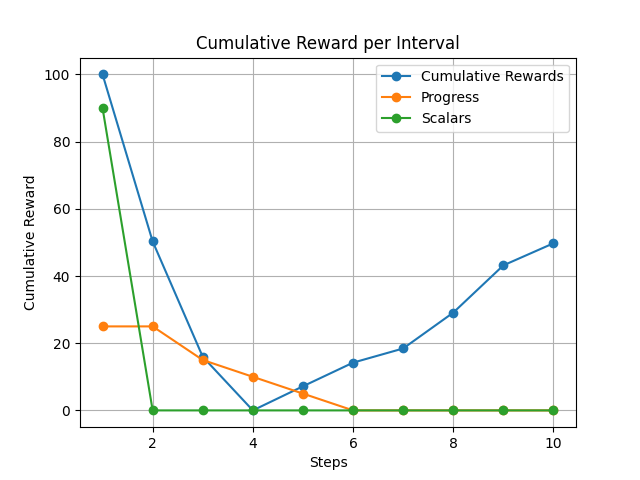 Cumulative Reward per Interval
Cumulative Rewards
Progress
Scalars
Cumulative Reward
100
80
60
40
20
0
2
4
6
8
10
Steps